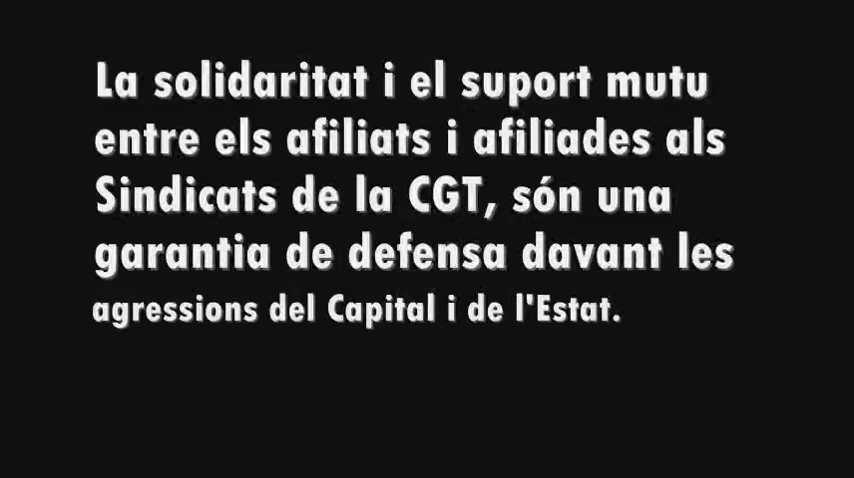 La solidaritat i el suport mutu
entre els afiliats i afiliades als
Sindicats de la CGT, són una
garantia de defensa davant les
agressions del Capital i de l'Estat.